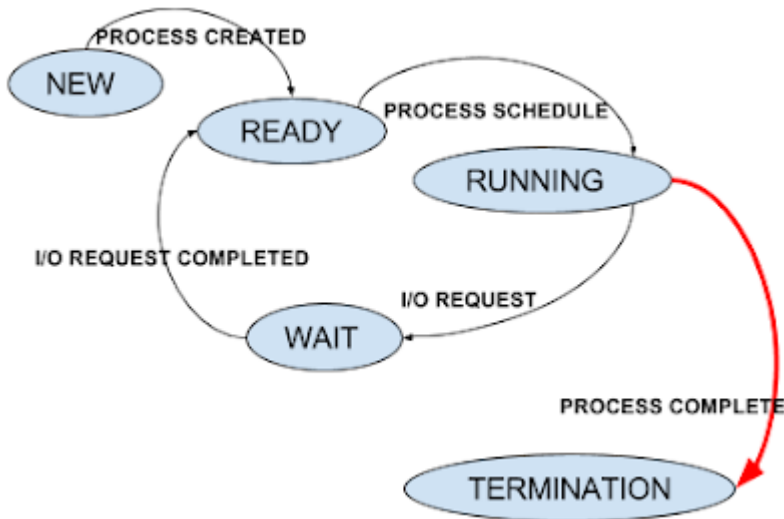 PROCESS CREATED
NEW
READY
PROCESS SCHEDULE
RUNNING
I/O REQUEST COMPLETED
I/O REQUEST
WAIT
PROCESS COMPLETE
TERMINATION